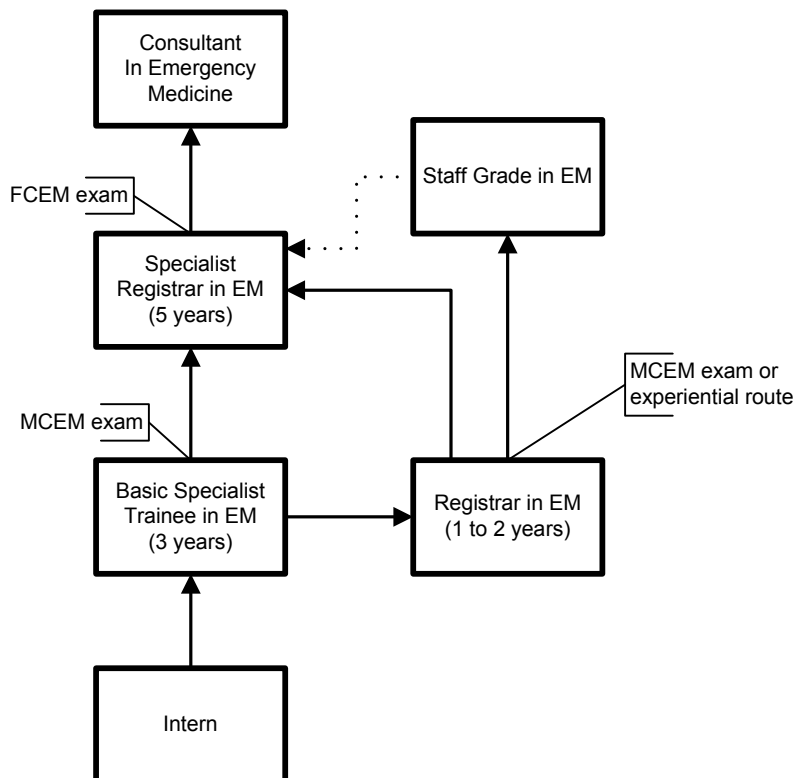 Consultant
In Emergency
Medicine
Staff Grade in EM
FCEM exam
Specialist
Registrar in EM
(5 years)
MCEM exam or
experiential route
MCEM exam
Basic Specialist
Trainee in EM
(3 years)
Registrar in EM
(1 to 2 years)
Intern